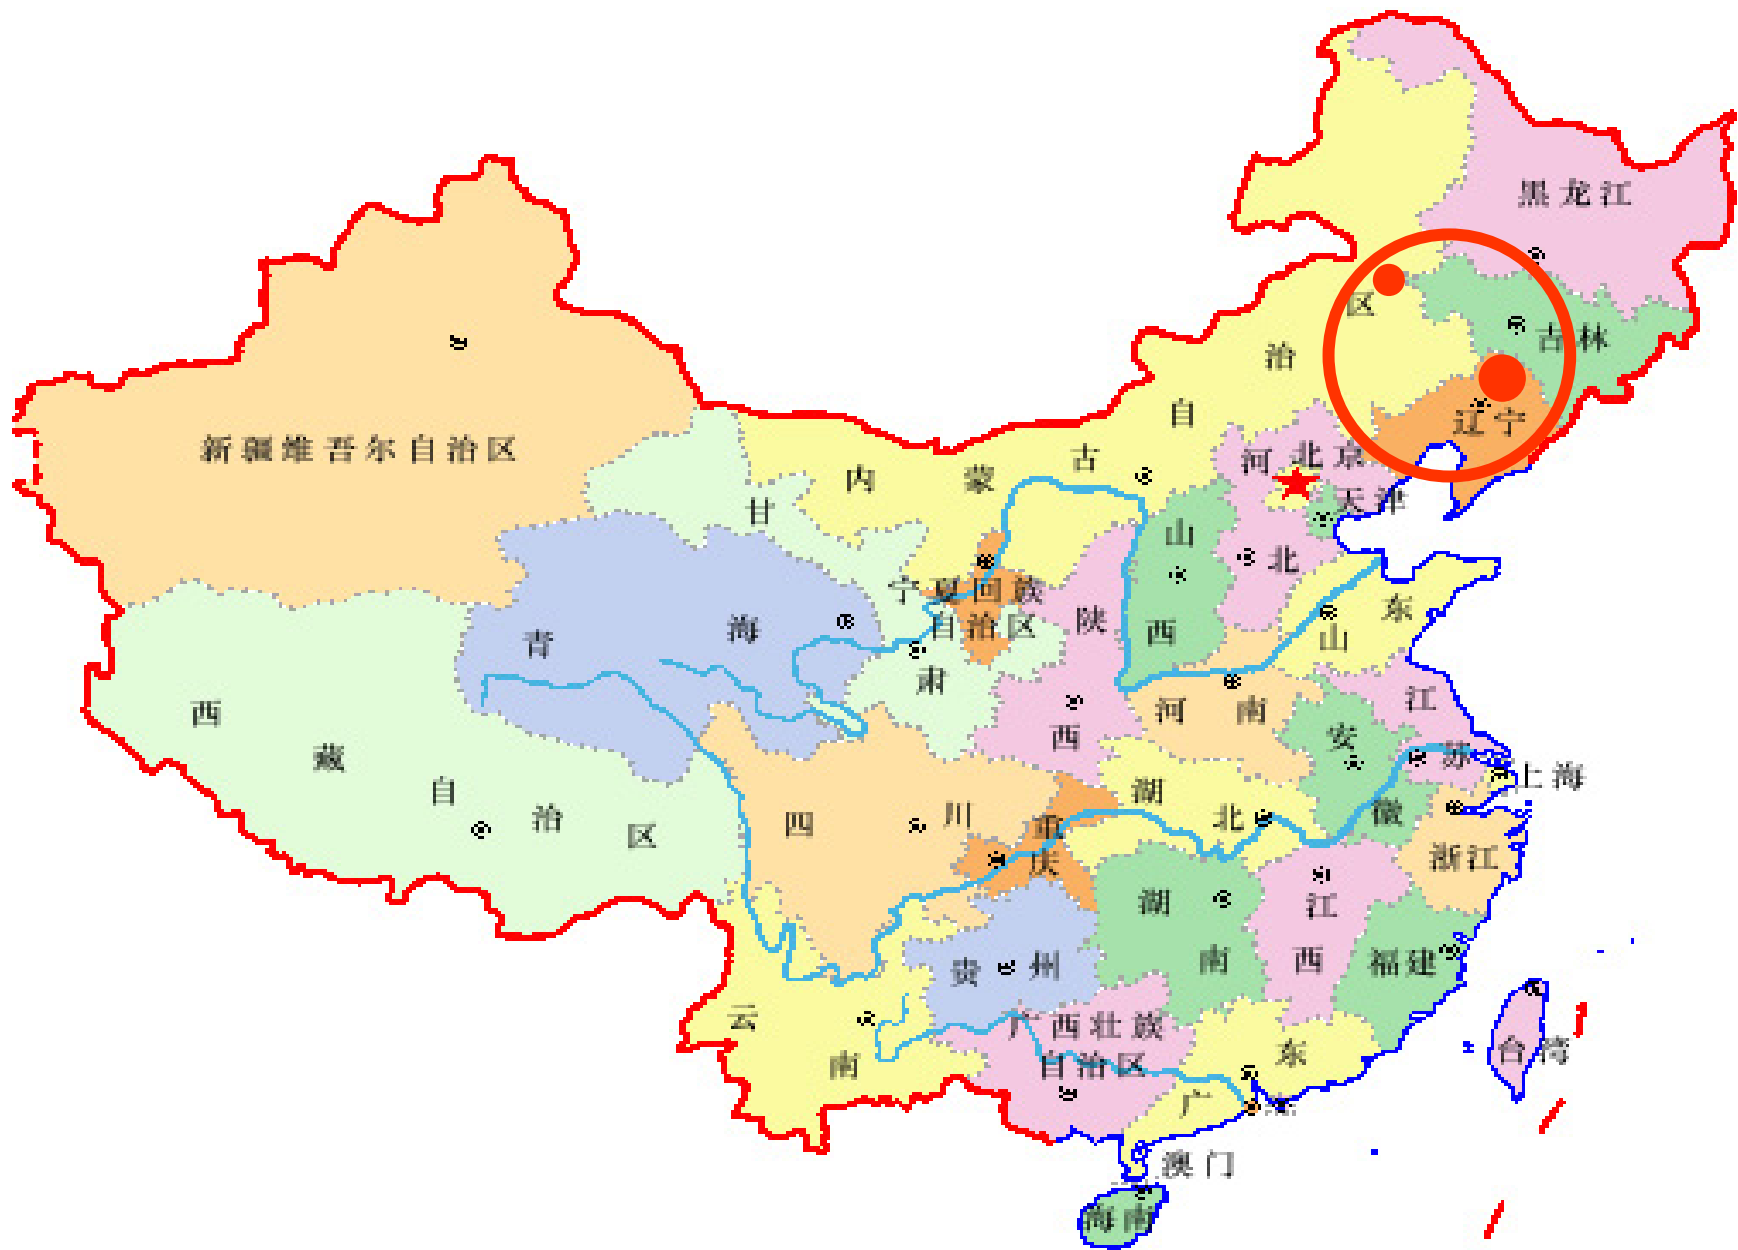 黑龙江
吉林
辽宁
内蒙古自治区
新疆维吾尔自治区
河北
北京
天津
甘肃
宁夏回族
自治区
山西
陕西
山东
青海
西藏自治区
河南
江苏
安徽
上海
四川
重庆
湖北
浙江
湖南
江西
福建
贵州
云南
广西壮族
自治区
广东
台湾
澳门
海南